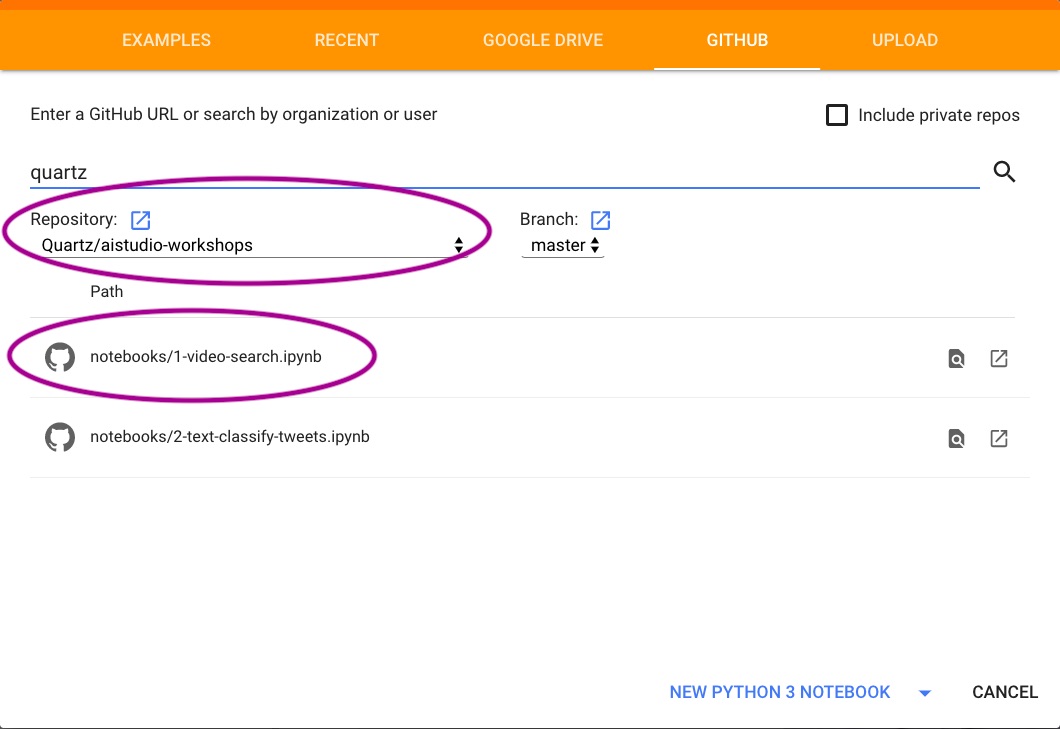 EXAMPLES RECENT GOOGLE DRIVE GITHUB UPLOAD
Enter a GitHub URL or search by organization or user Include private repos
quartz
Repository: Branch:
Quartz/aistudio-workshops master
Path
notebooks/1-video-search.ipynb
notebooks/2-text-classify-tweets.ipynb
NEW PYTHON 3 NOTEBOOK CANCEL